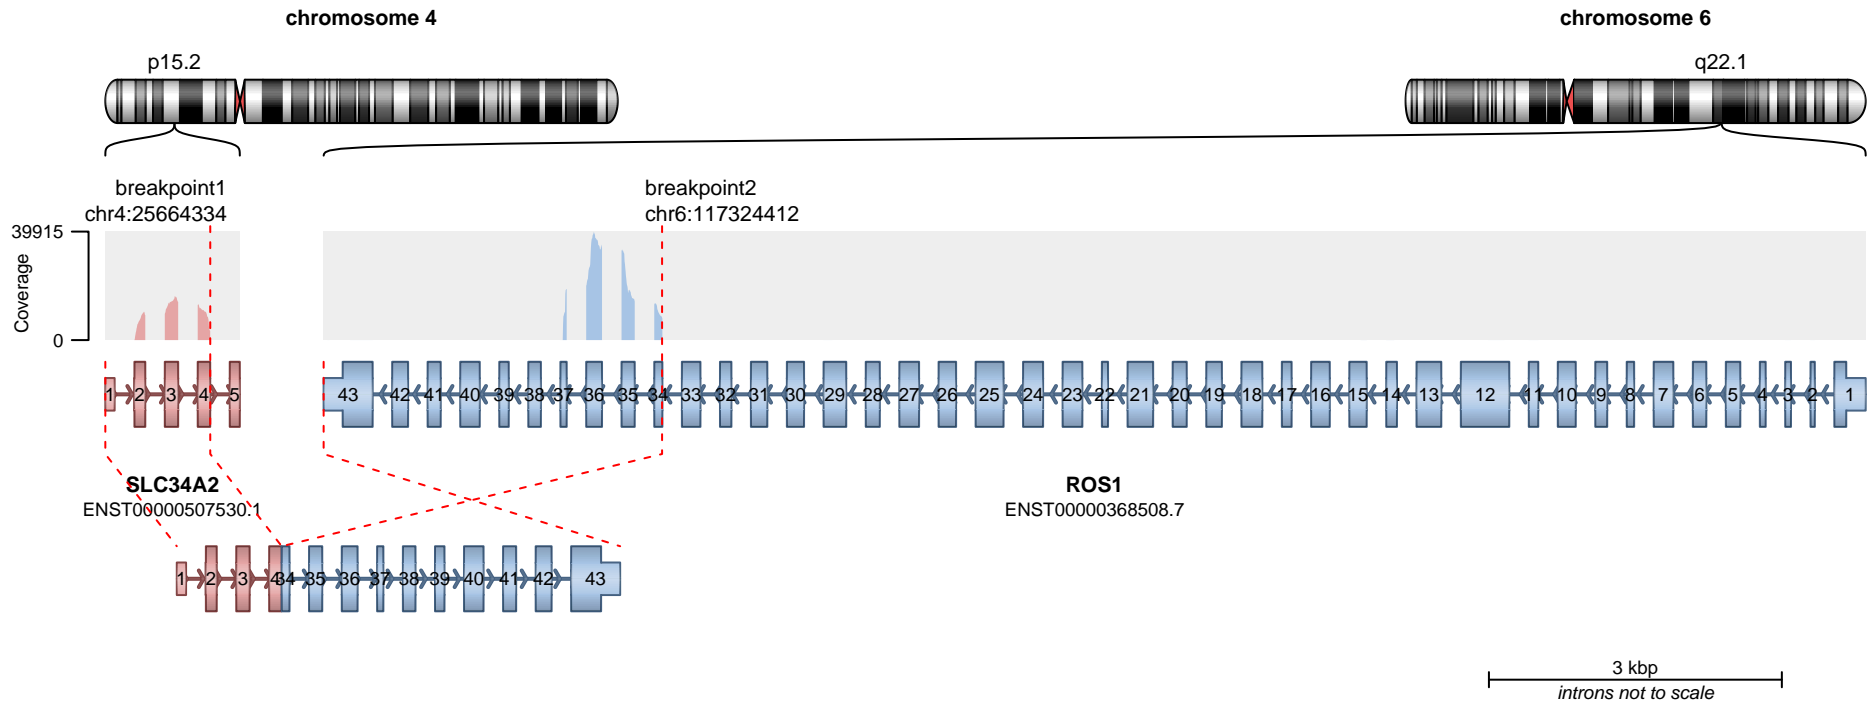 chromosome 4
chromosome 6
p15.2
q22.1
breakpoint1
chr4:25664334
breakpoint2
chr6:117324412
39915
Coverage
0
1 2 3 4 5
43 42 41 40 39 38 37 36 35 34 33 32 31 30 29 28 27 26 25 24 23 22 21 20 19 18 17 16 15 14 13 12 11 10 9 8 7 6 5 4 3 2 1
SLC34A2
ENST00000507530.1
ROS1
ENST00000368508.7
1 2 3 4 34 35 36 37 38 39 40 41 42 43
3 kbp
introns not to scale